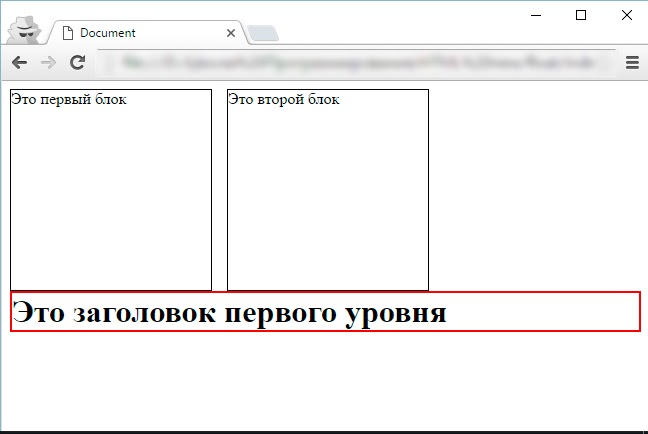 Document
Это первый блок
Это второй блок
Это заголовок первого уровня